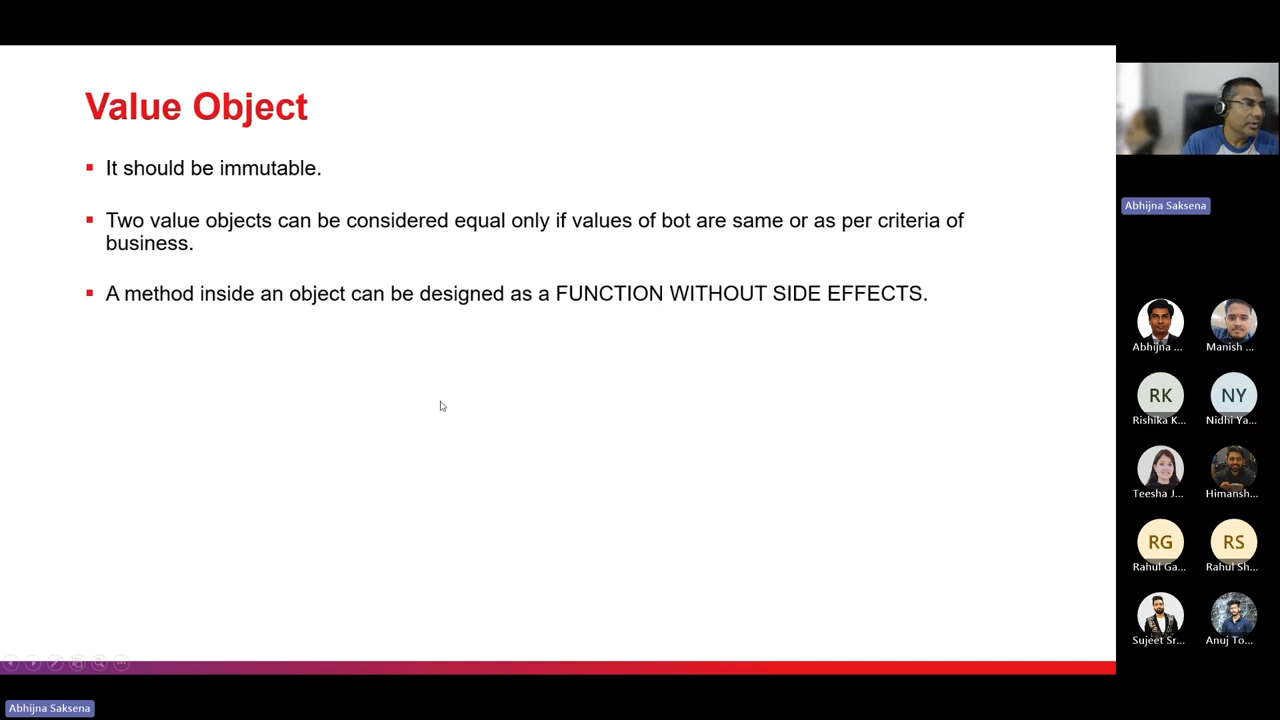 Value Object
It should be immutable.
Two value objects can be considered equal only if values of bot are same or as per criteria of
business.
A method inside an object can be designed as a FUNCTION WITHOUT SIDE EFFECTS.
Abhijna Saksena
Abhijna ...
Manish ...
RK
Rishika K...
NY
Nidhi Ya...
Teesha J...
Himansh...
RG
Rahul Ga...
RS
Rahul Sh...
Sujeet Sr...
Anuj To...
Abhijna Saksena